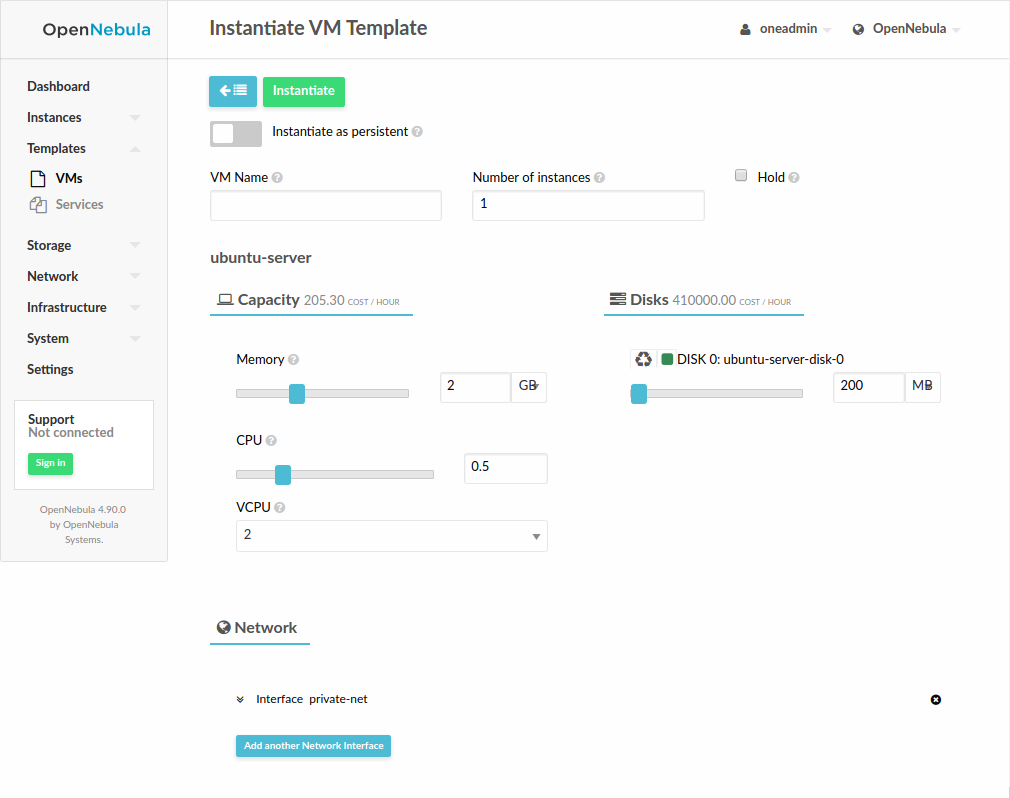 OpenNebula
Instantiate VM Template
oneadmin
OpenNebula
Dashboard
Instances
Templates
VMs
Services
Storage
Network
Infrastructure
System
Settings
Support
Not connected
Sign in
OpenNebula 4.90.0
by OpenNebula
Systems.
Instantiate
Instantiate as persistent
VM Name
Number of instances
Hold
1
ubuntu-server
Capacity 205.30 COST / HOUR
Disks 410000.00 COST / HOUR
Memory
2 GB
DISK 0: ubuntu-server-disk-0
200 MB
CPU
0.5
VCPU
2
Network
Interface private-net
Add another Network Interface